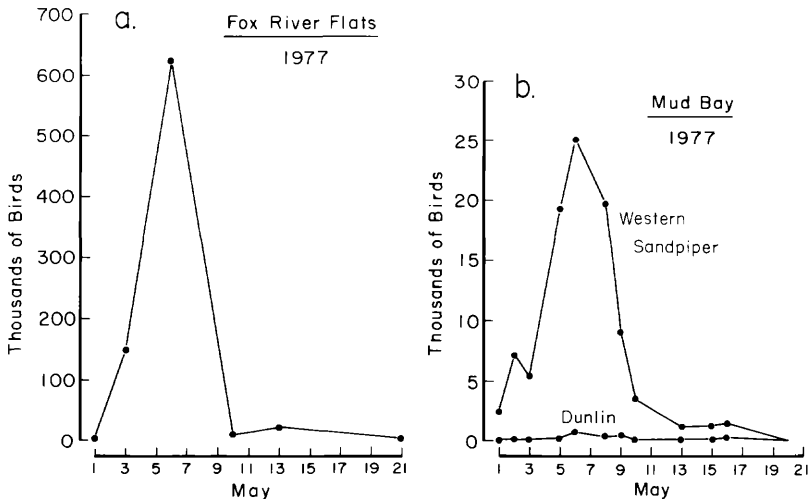 a.
Fox River Flats
1977
700
600
500
400
300
200
100
0
Thousands of Birds
1 3 5 7 9 11 13 15 17 19 21
May
b.
Mud Bay
1977
30
25
20
15
10
5
0
Thousands of Birds
Western
Sandpiper
Dunlin
1 3 5 7 9 11 13 15 17 19 21
May